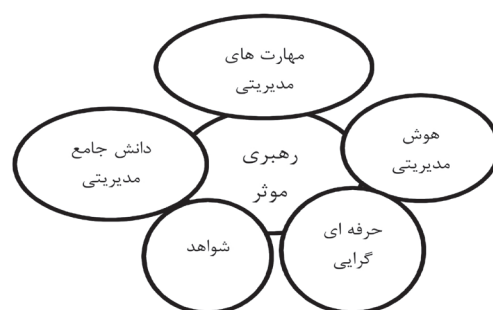 مهارت های
مدیریتی
هوش
مدیریتی
دانش جامع
مدیریتی
رهبری
موثر
حرفه ای
گرایی
شواهد